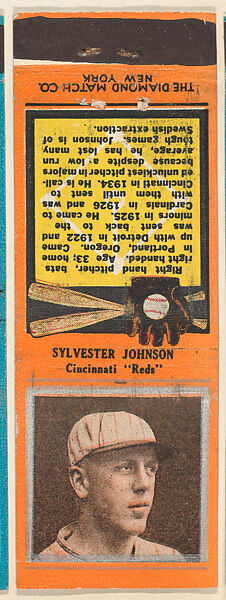 THE DIAMOND MATCH CO.
NEW YORK
Right hand pitcher, bats
right handed. Age 33; home
in Portland, Oregon. Came
up with Detroit in 1922 and
was sent back to the
minors in 1925. He came to
Cardinals in 1926 and was
with them until sent to
Cincinnati in 1934. He is call-
ed unluckiest pitcher in majors
because despite a low run
average, he has lost many
tough games. Johnson is of
Swedish extraction.
SYLVESTER JOHNSON
Cincinnati "Reds"